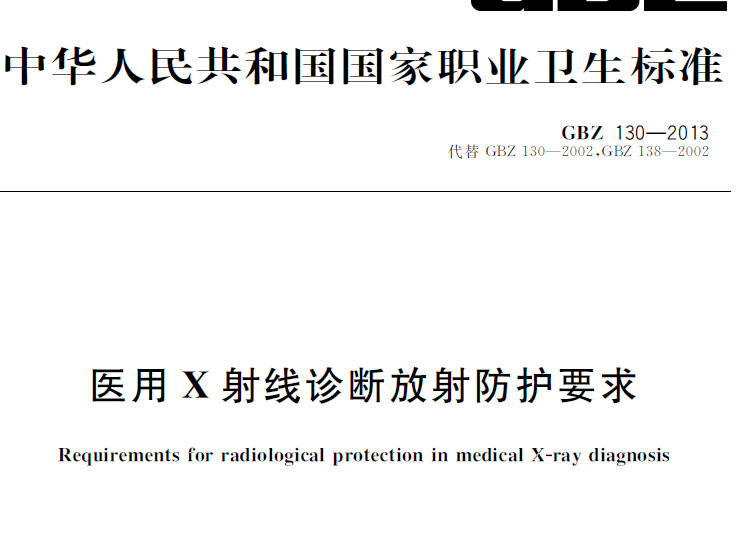 中华人民共和国国家职业卫生标准
GBZ 130—2013
代替 GBZ 130—2002,GBZ 138—2002
医用 X 射线诊断放射防护要求
Requirements for radiological protection in medical X-ray diagnosis